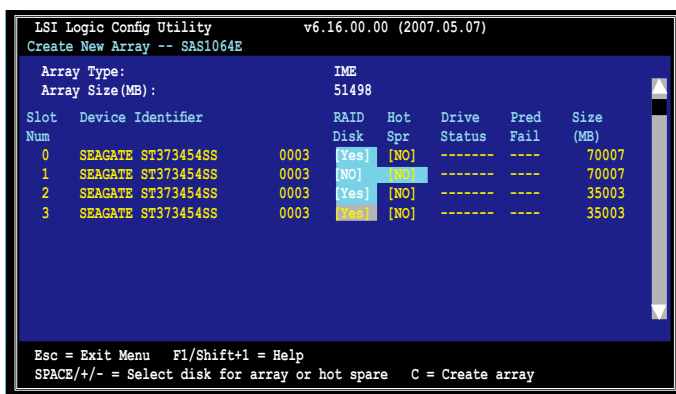 LSI Logic Config Utility v6.16.00.00 (2007.05.07)
Create New Array -- SAS1064E
Array Type: IME
Array Size(MB): 51498
Slot Device Identifier RAID Hot Drive Pred Size
Num Disk Spr Status Fail (MB)
0 SEAGATE ST373454SS 0003 [Yes] [NO] ------- ---- 70007
1 SEAGATE ST373454SS 0003 [NO] [NO] ------- ---- 70007
2 SEAGATE ST373454SS 0003 [Yes] [NO] ------- ---- 35003
3 SEAGATE ST373454SS 0003 [Yes] [NO] ------- ---- 35003
Esc = Exit Menu F1/Shift+1 = Help
SPACE/+/- = Select disk for array or hot spare C = Create array